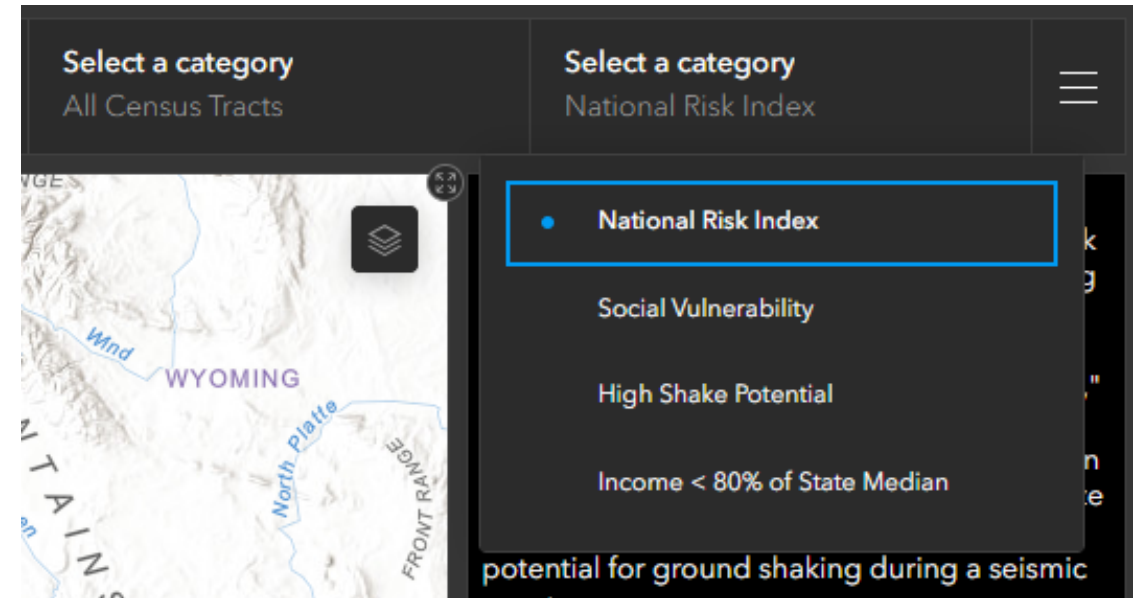 Select a category
All Census Tracts
Select a category
National Risk Index
National Risk Index
Social Vulnerability
High Shake Potential
Income < 80% of State Median
Wind
WYOMING
North Platte
FRONT RANGE
potential for ground shaking during a seismic